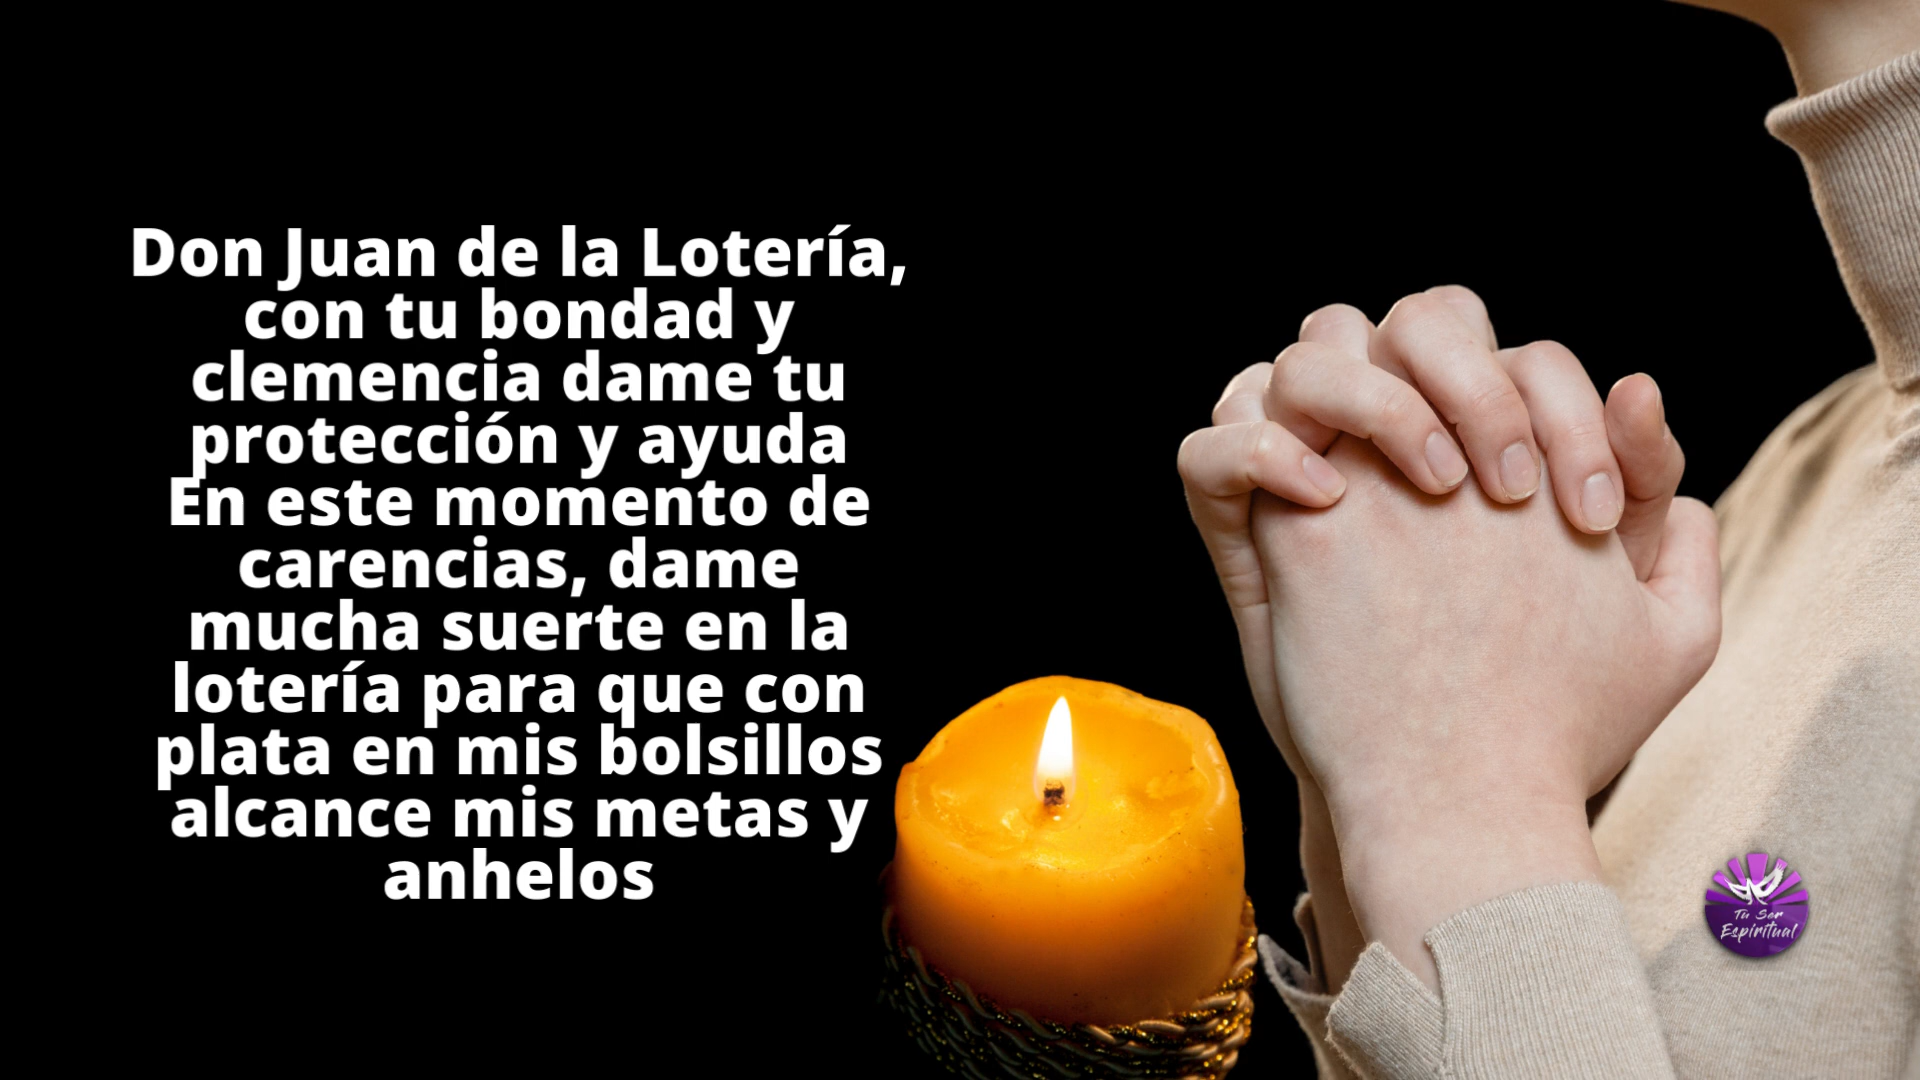 Don Juan de la Lotería,
con tu bondad y
clemencia dame tu
protección y ayuda
En este momento de
carencias, dame
mucha suerte en la
lotería para que con
plata en mis bolsillos
alcance mis metas y
anhelos
Tu Ser
Espiritual